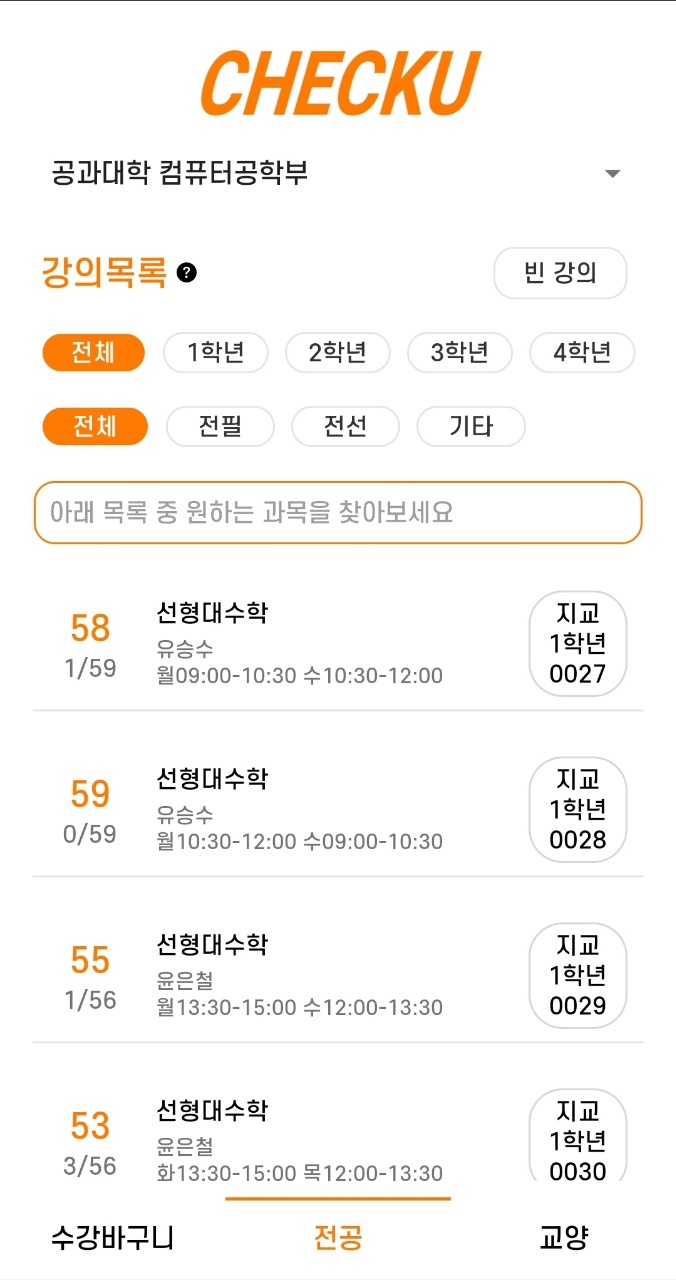 CHECKU
공과대학 컴퓨터공학부
강의목록 ?
빈 강의
전체 1학년 2학년 3학년 4학년
전체 전필 전선 기타
아래 목록 중 원하는 과목을 찾아보세요
58
1/59
선형대수학
유승수
월09:00-10:30 수10:30-12:00
지교
1학년
0027
59
0/59
선형대수학
유승수
월10:30-12:00 수09:00-10:30
지교
1학년
0028
55
1/56
선형대수학
윤은철
월13:30-15:00 수12:00-13:30
지교
1학년
0029
53
3/56
선형대수학
윤은철
화13:30-15:00 목12:00-13:30
지교
1학년
0030
수강바구니 전공 교양